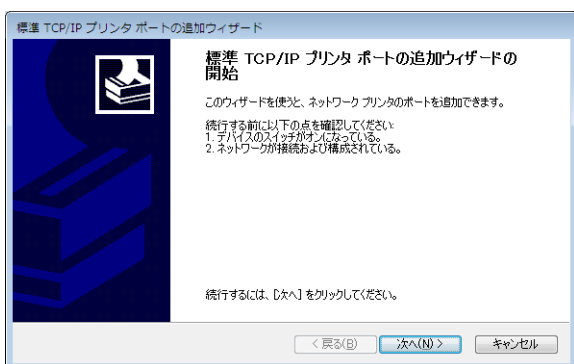 標準 TCP/IP プリンタ ポートの追加ウィザード
標準 TCP/IP プリンタ ポートの追加ウィザードの
開始
このウィザードを使うと、ネットワーク プリンタのポートを追加できます。
続行する前に以下の点を確認してください:
1. デバイスのスイッチがオンになっている。
2. ネットワークが接続および構成されている。
続行するには、[次へ] をクリックしてください。
< 戻る(B)
次へ(N) >
キャンセル